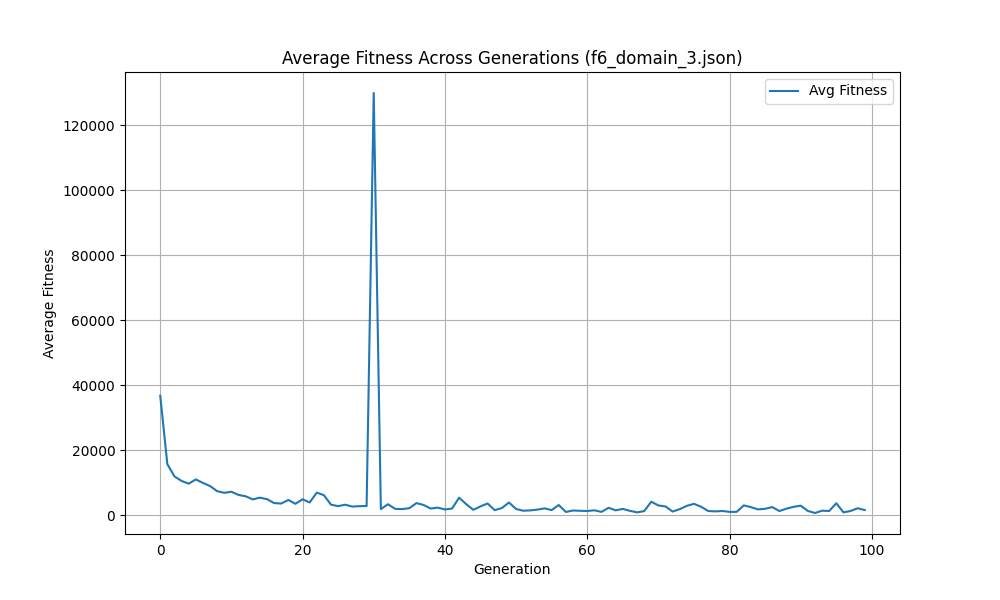 Average Fitness Across Generations (f6_domain_3.json)
Avg Fitness
120000
100000
80000
60000
40000
20000
0
Average Fitness
0 20 40 60 80 100
Generation